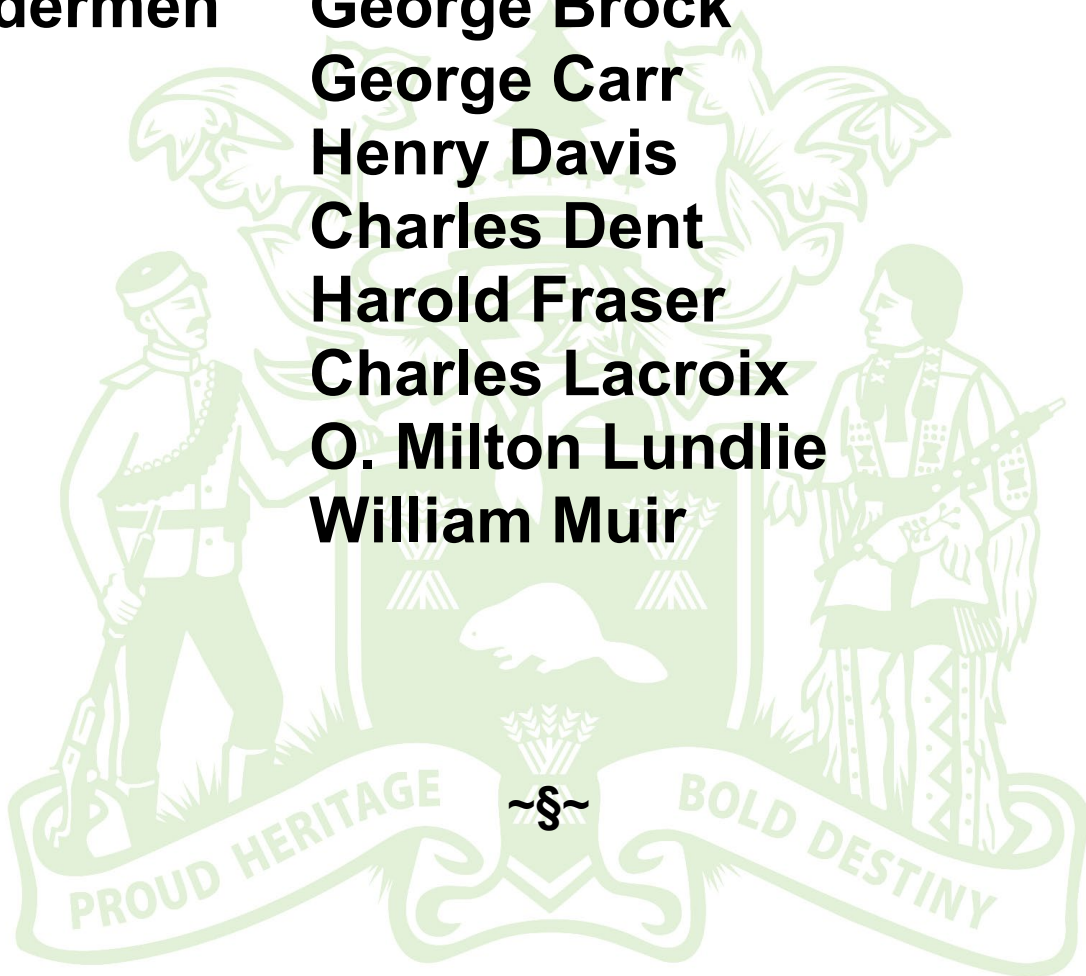 dermen George Brock
George Carr
Henry Davis
Charles Dent
Harold Fraser
Charles Lacroix
O. Milton Lundlie
William Muir
~§~
PROUD HERITAGE BOLD DESTINY